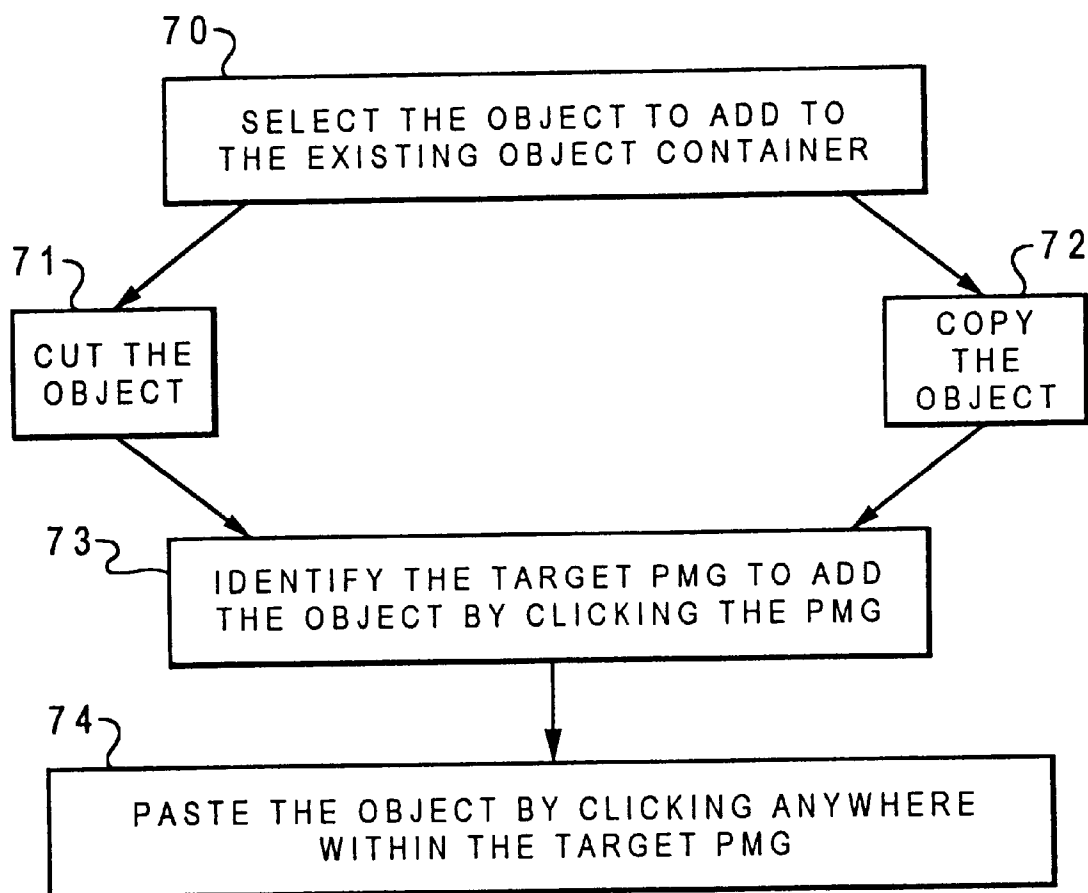 70
SELECT THE OBJECT TO ADD TO
THE EXISTING OBJECT CONTAINER
71
CUT THE
OBJECT
72
COPY
THE
OBJECT
73
IDENTIFY THE TARGET PMG TO ADD
THE OBJECT BY CLICKING THE PMG
74
PASTE THE OBJECT BY CLICKING ANYWHERE
WITHIN THE TARGET PMG